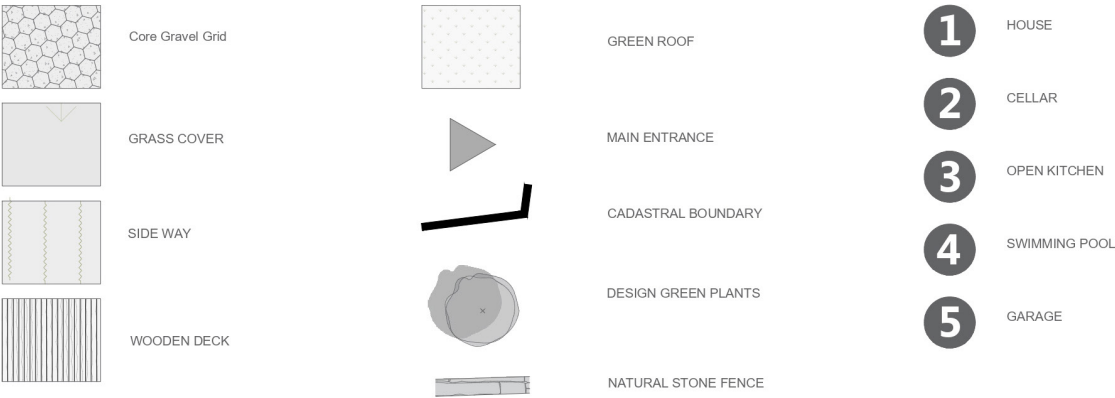 Core Gravel Grid
GRASS COVER
SIDE WAY
WOODEN DECK
GREEN ROOF
MAIN ENTRANCE
CADASTRAL BOUNDARY
DESIGN GREEN PLANTS
NATURAL STONE FENCE
1 HOUSE
2 CELLAR
3 OPEN KITCHEN
4 SWIMMING POOL
5 GARAGE